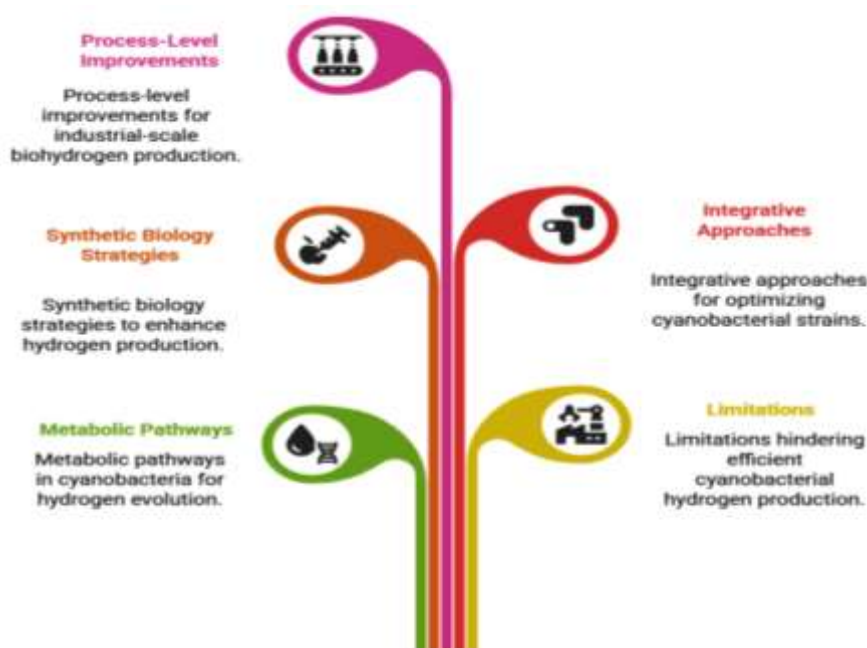 Process-Level
Improvements
Process-level
improvements for
industrial-scale
biohydrogen production.
Synthetic Biology
Strategies
Synthetic biology
strategies to enhance
hydrogen production.
Metabolic Pathways
Metabolic pathways
in cyanobacteria for
hydrogen evolution.
Integrative
Approaches
Integrative approaches
for optimizing
cyanobacterial strains.
Limitations
Limitations hindering
efficient
cyanobacterial
hydrogen production.